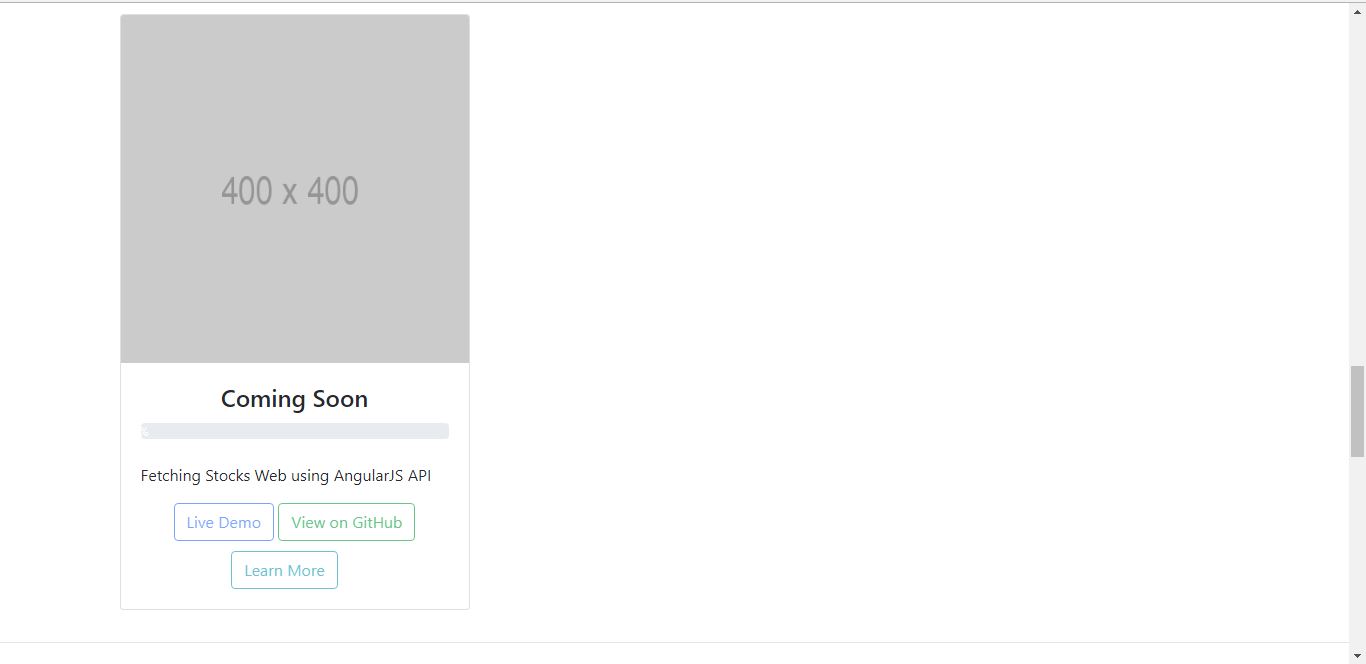 400 x 400
Coming Soon
%
Fetching Stocks Web using AngularJS API
Live Demo View on GitHub
Learn More